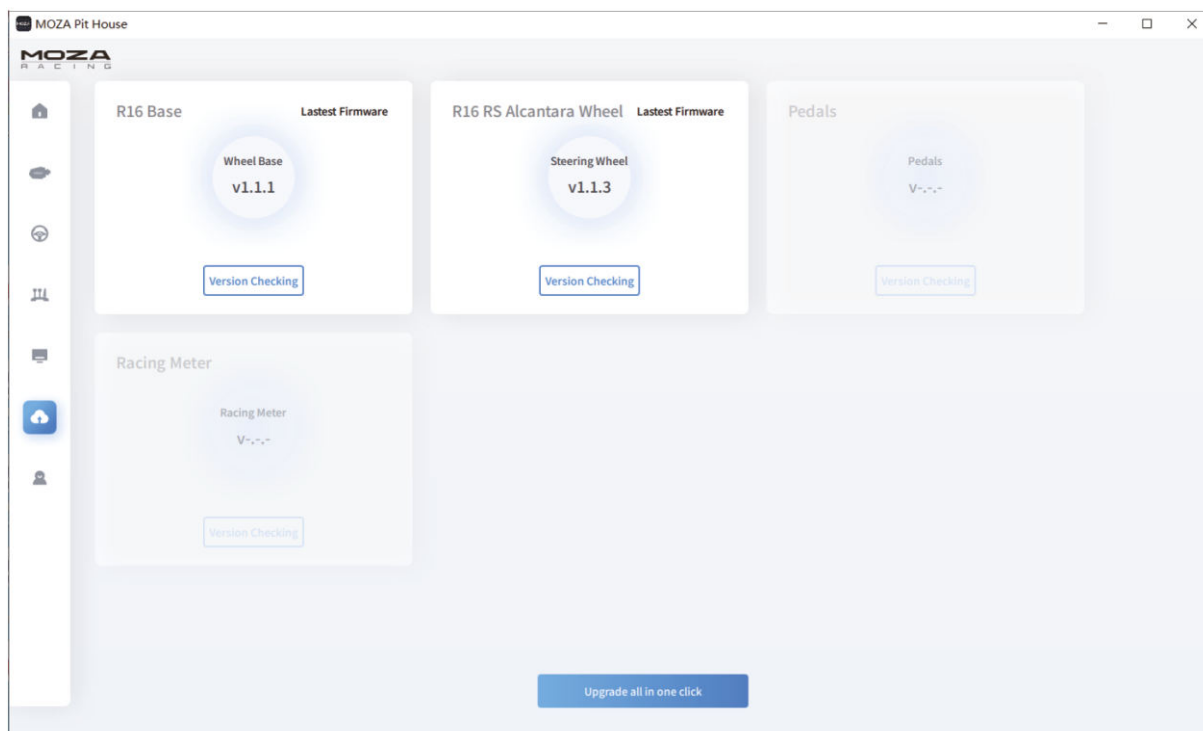 MOZA Pit House
MOZA
RACING
R16 Base Lastest Firmware
Wheel Base
v1.1.1
Version Checking
R16 RS Alcantara Wheel Lastest Firmware
Steering Wheel
v1.1.3
Version Checking
Pedals
Pedals
V-.-.-
Version Checking
Racing Meter
Racing Meter
V-.-.-
Version Checking
Upgrade all in one click